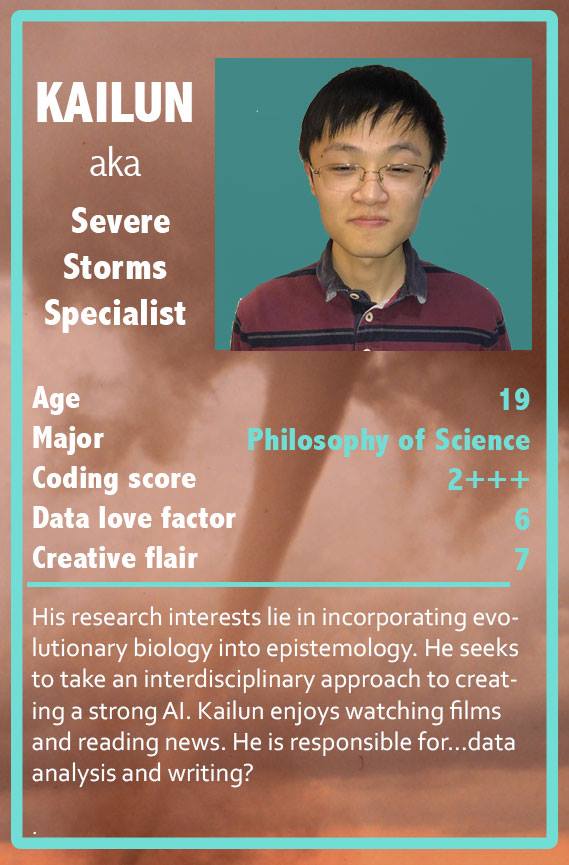 KAILUN
aka
Severe
Storms
Specialist
Age 19
Major Philosophy of Science
Coding score 2+++
Data love factor 6
Creative flair 7
His research interests lie in incorporating evo-
lutionary biology into epistemology. He seeks
to take an interdisciplinary approach to creat-
ing a strong AI. Kailun enjoys watching films
and reading news. He is responsible for...data
analysis and writing?
.